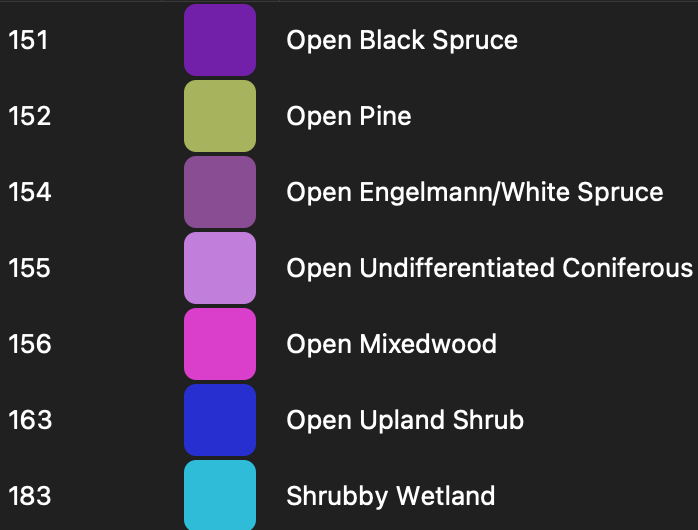 151 Open Black Spruce
152 Open Pine
154 Open Engelmann/White Spruce
155 Open Undifferentiated Coniferous
156 Open Mixedwood
163 Open Upland Shrub
183 Shrubby Wetland